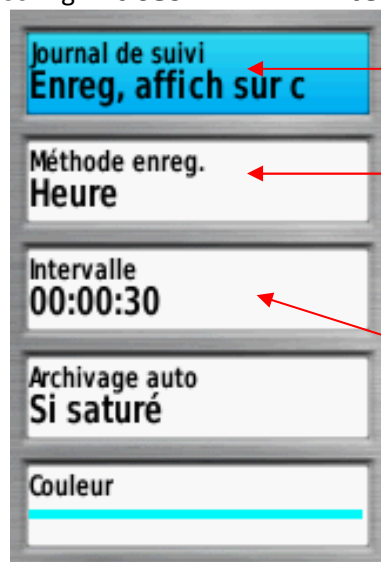 Journal de suivi
Enreg, affich sur c
Méthode enreg.
Heure
Intervalle
00:00:30
Archivage auto
Si saturé
Couleur